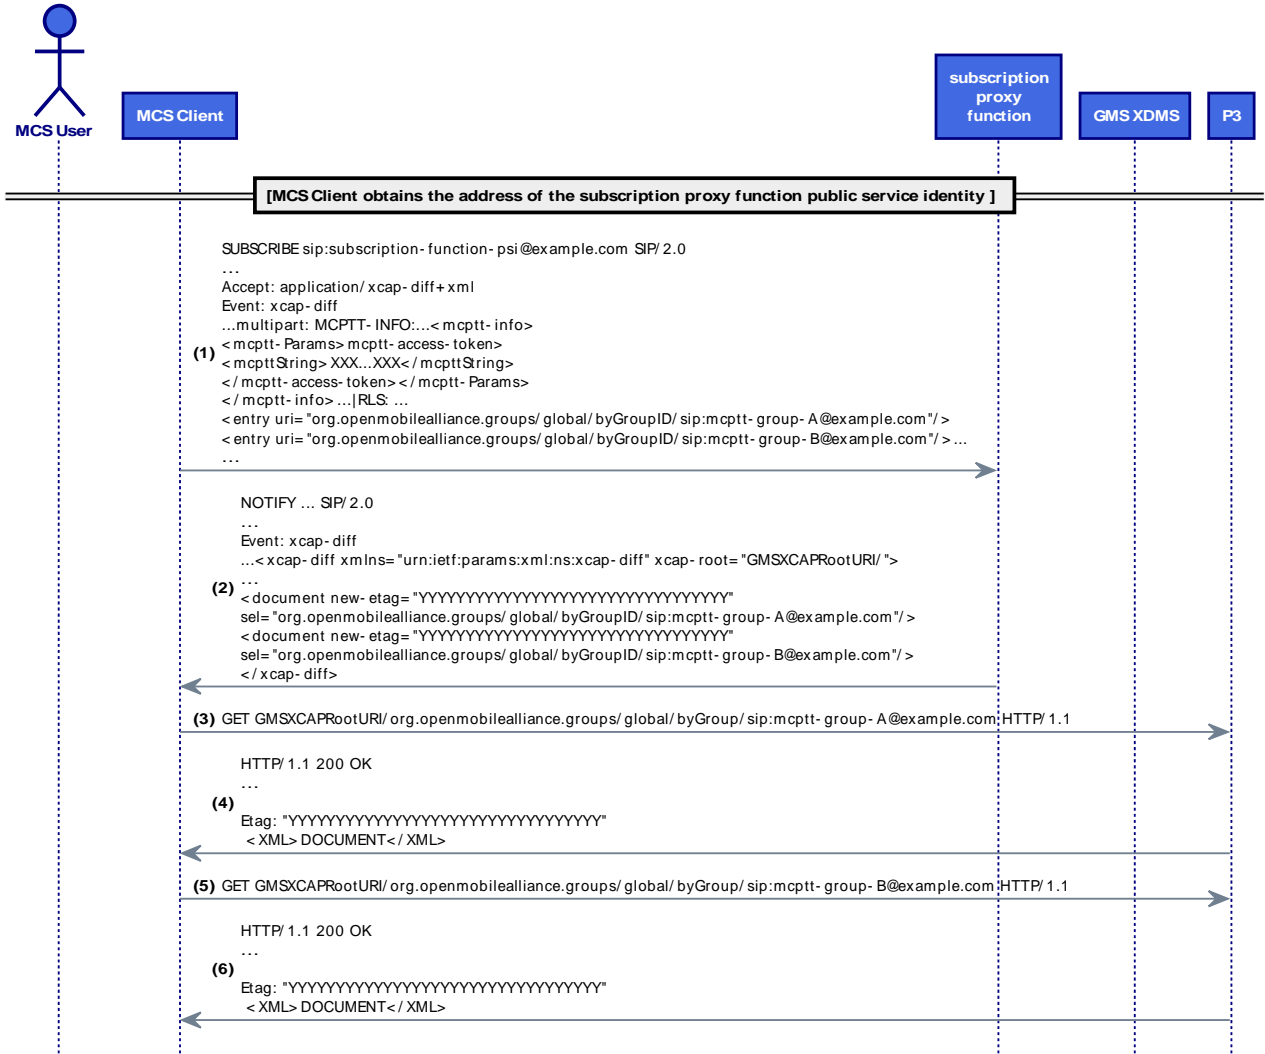 MCS User
MCS Client
subscription
proxy
function
GMS XDMS
P3
[MCS Client obtains the address of the subscription proxy function public service identity ]
SUBSCRIBE sip:subscription-function-psi@example.com SIP/2.0
...
Accept: application/xcap-diff+xml
Event: xcap-diff
...multipart: MCPTT-INFO:...<mcptt-info>
<mcptt-Params>mcptt-access-token>
(1) <mcpttString>XXX...XXX</mcpttString>
</mcptt-access-token></mcptt-Params>
</mcptt-info>...|RLS: ...
<entry uri="org.openmobilealliance.groups/global/byGroupID/sip:mcptt-group-A@example.com"/>
<entry uri="org.openmobilealliance.groups/global/byGroupID/sip:mcptt-group-B@example.com"/>...
...
NOTIFY ... SIP/2.0
...
Event: xcap-diff
...<xcap-diff xmlns="urn:ietf:params:xml:ns:xcap-diff" xcap-root="GMSXCAPRootURI/">
...
(2) <document new-etag="YYYYYYYYYYYYYYYYYYYYYYYYYYYYYYYYY"
sel="org.openmobilealliance.groups/global/byGroupID/sip:mcptt-group-A@example.com"/>
<document new-etag="YYYYYYYYYYYYYYYYYYYYYYYYYYYYYYYYY"
sel="org.openmobilealliance.groups/global/byGroupID/sip:mcptt-group-B@example.com"/>
</xcap-diff>
(3) GET GMSXCAPRootURI/org.openmobilealliance.groups/global/byGroup/sip:mcptt-group-A@example.com HTTP/1.1
HTTP/1.1 200 OK
...
(4)
Etag: "YYYYYYYYYYYYYYYYYYYYYYYYYYYYYYYYY"
<XML>DOCUMENT</XML>
(5) GET GMSXCAPRootURI/org.openmobilealliance.groups/global/byGroup/sip:mcptt-group-B@example.com HTTP/1.1
HTTP/1.1 200 OK
...
(6)
Etag: "YYYYYYYYYYYYYYYYYYYYYYYYYYYYYYYYY"
<XML>DOCUMENT</XML>